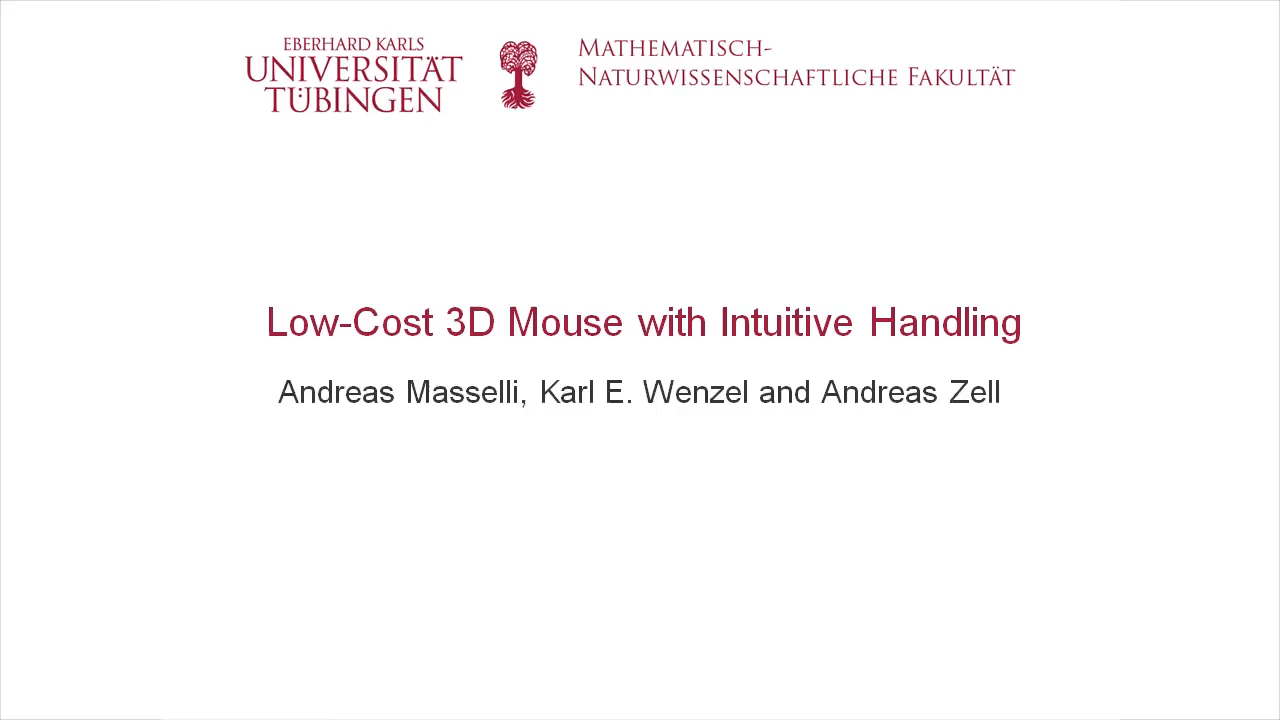 EBERHARD KARLS
UNIVERSITÄT
TÜBINGEN
MATHEMATISCH-
NATURWISSENSCHAFTLICHE FAKULTÄT
Low-Cost 3D Mouse with Intuitive Handling
Andreas Masselli, Karl E. Wenzel and Andreas Zell